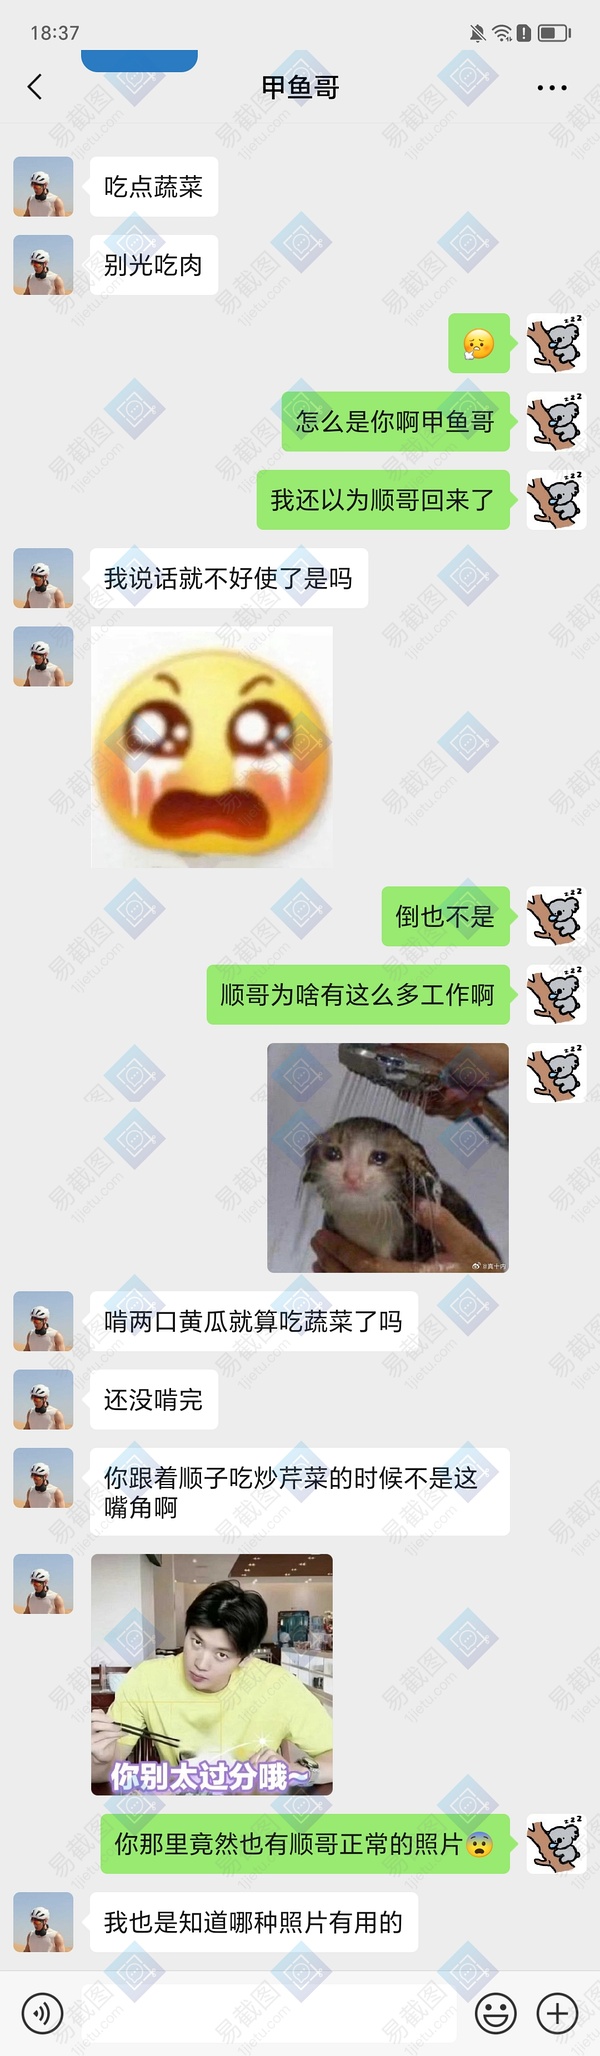 18:37
甲鱼哥
吃点蔬菜
别光吃肉
怎么是你啊甲鱼哥
我还以为顺哥回来了
我说话就不好使了是吗
倒也不是
顺哥为啥有这么多工作啊
啃两口黄瓜就算吃蔬菜了吗
还没啃完
你跟着顺子吃炒芹菜的时候不是这
嘴角啊
你别太过分哦~
你那里竟然也有顺哥正常的照片
我也是知道哪种照片有用的
易截图
1jietu.com